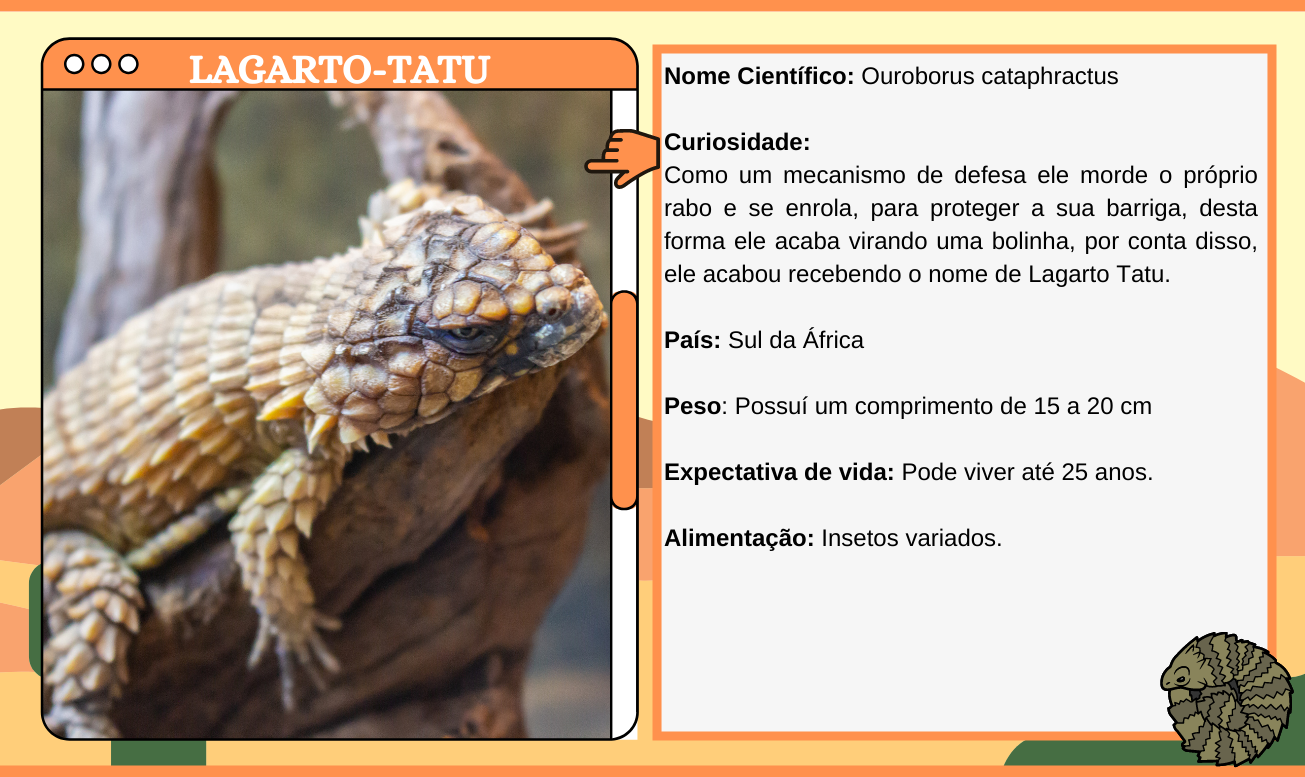 LAGARTO-TATU
Nome Científico: Ouroborus cataphractus
Curiosidade:
Como um mecanismo de defesa ele morde o próprio
rabo e se enrola, para proteger a sua barriga, desta
forma ele acaba virando uma bolinha, por conta disso,
ele acabou recebendo o nome de Lagarto Tatu.
País: Sul da África
Peso: Possuí um comprimento de 15 a 20 cm
Expectativa de vida: Pode viver até 25 anos.
Alimentação: Insetos variados.